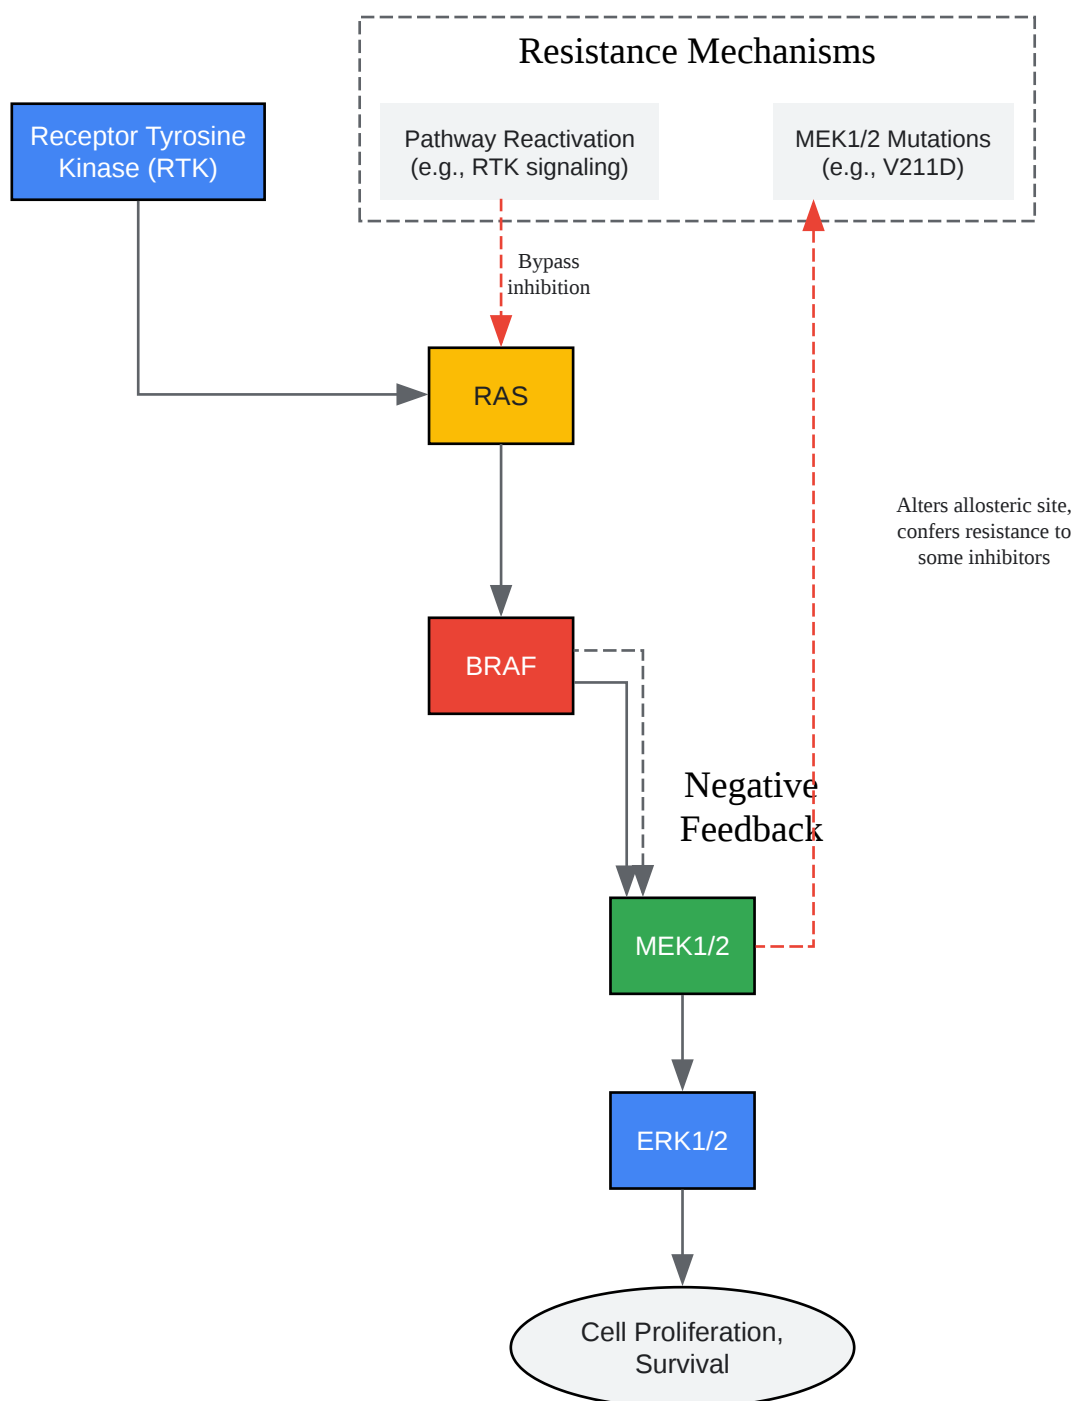 Resistance Mechanisms
Receptor Tyrosine
Kinase (RTK)
Pathway Reactivation
(e.g., RTK signaling)
MEK1/2 Mutations
(e.g., V211D)
Bypass
inhibition
RAS
Alters allosteric site,
confers resistance to
some inhibitors
BRAF
Negative
Feedback
MEK1/2
ERK1/2
Cell Proliferation,
Survival